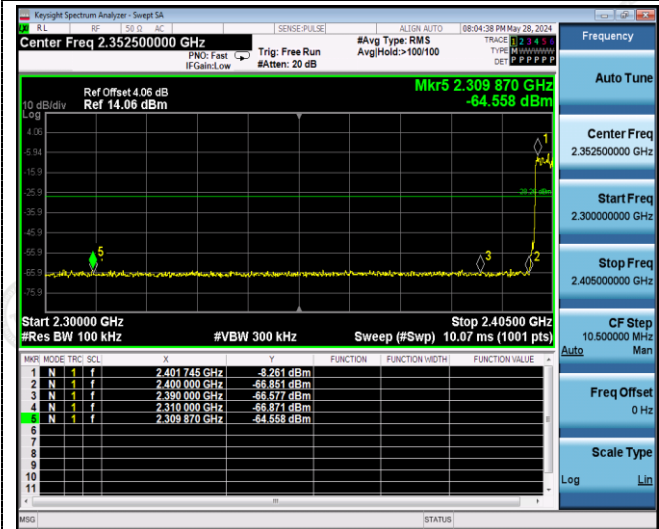 Keysight Spectrum Analyzer - Swept SA
RL RF 50 Ω AC SENSE:PULSE ALIGN AUTO 08:04:38 PM May 28, 2024
Center Freq 2.352500000 GHz
PNO: Fast
IFGain:Low
Trig: Free Run
#Atten: 20 dB
#Avg Type: RMS
Avg|Hold:>100/100
TRACE 1 2 3 4 5 6
TYPE M W W W W W
DET P P P P P P
Ref Offset 4.06 dB
10 dB/div Ref 14.06 dBm
Log
Mkr5 2.309 870 GHz
-64.558 dBm
4.06
-5.94
-15.9
-25.9
-35.9
-45.9
-55.9
-65.9
-75.9
1
5
3
2
Start 2.30000 GHz Stop 2.40500 GHz
#Res BW 100 kHz #VBW 300 kHz Sweep (#Swp) 10.07 ms (1001 pts)
MKR MODE TRC SCL X Y FUNCTION FUNCTION WIDTH FUNCTION VALUE
1 N 1 f 2.401 745 GHz -8.261 dBm
2 N 1 f 2.400 000 GHz -66.851 dBm
3 N 1 f 2.390 000 GHz -66.577 dBm
4 N 1 f 2.310 000 GHz -66.871 dBm
5 N 1 f 2.309 870 GHz -64.558 dBm
6
7
8
9
10
11
MSG STATUS
Frequency
Auto Tune
Center Freq
2.352500000 GHz
Start Freq
2.300000000 GHz
Stop Freq
2.405000000 GHz
CF Step
10.500000 MHz
Auto Man
Freq Offset
0 Hz
Scale Type
Log Lin